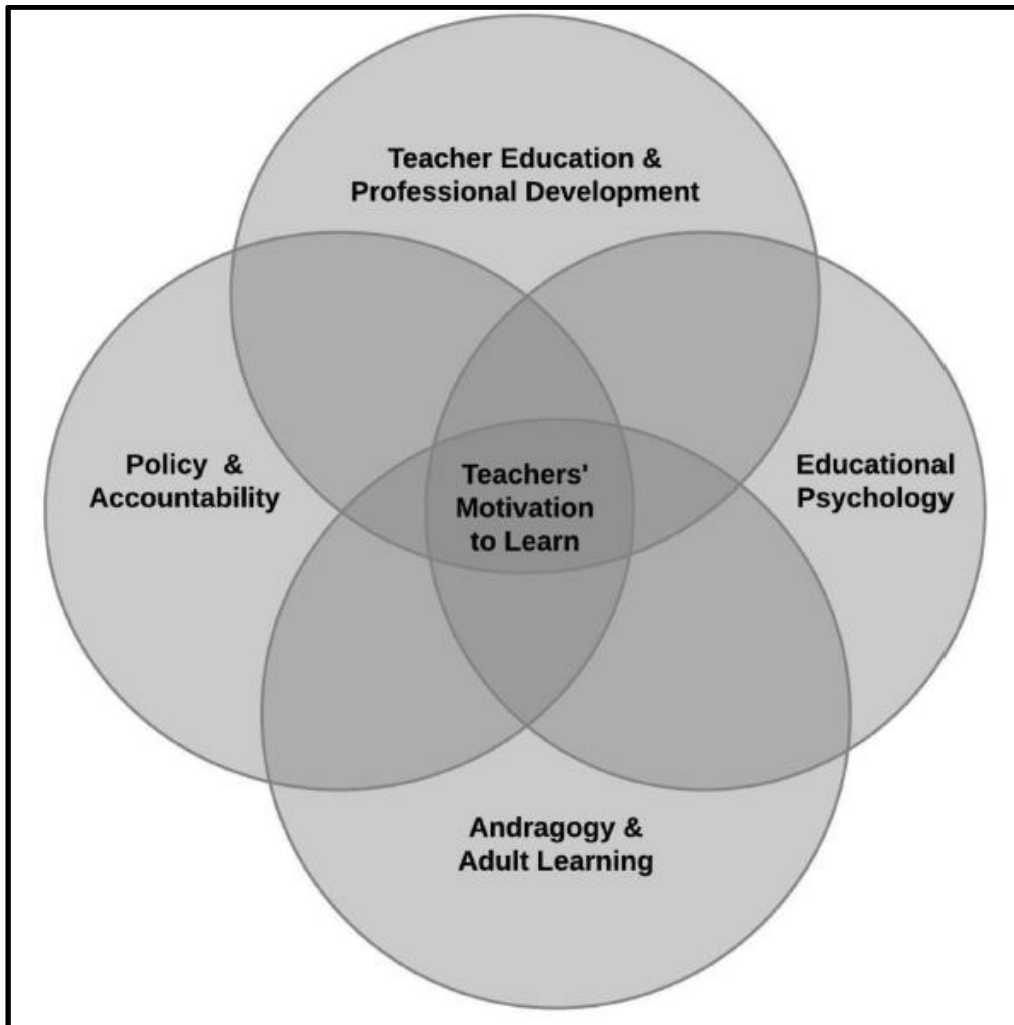 Teacher Education &
Professional Development
Policy &
Accountability
Teachers'
Motivation
to Learn
Educational
Psychology
Andragogy &
Adult Learning